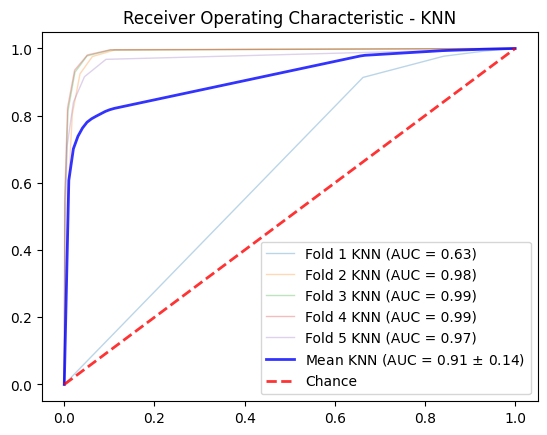 Receiver Operating Characteristic - KNN
1.0
0.8
0.6
0.4
0.2
0.0
Fold 1 KNN (AUC = 0.63)
Fold 2 KNN (AUC = 0.98)
Fold 3 KNN (AUC = 0.99)
Fold 4 KNN (AUC = 0.99)
Fold 5 KNN (AUC = 0.97)
Mean KNN (AUC = 0.91 ± 0.14)
Chance
0.0 0.2 0.4 0.6 0.8 1.0